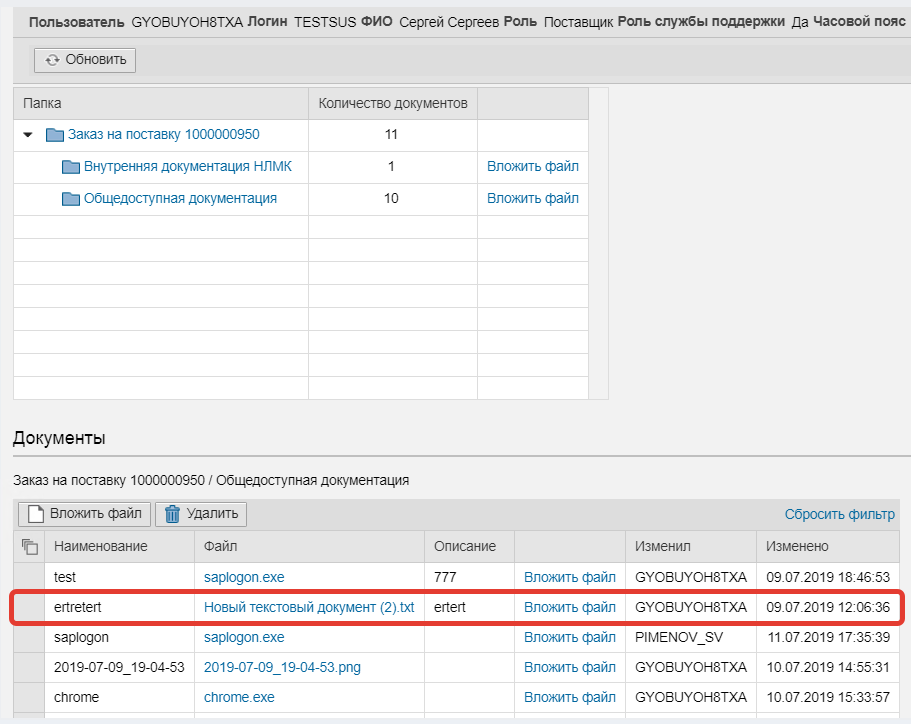 Пользователь GYOBUYOH8TXA Логин TESTSUS ФИО Сергей Сергеев Роль Поставщик Роль службы поддержки Да Часовой пояс
Обновить
Папка Количество документов
Заказ на поставку 1000000950 11
Внутренняя документация НЛМК 1 Вложить файл
Общедоступная документация 10 Вложить файл
Документы
Заказ на поставку 1000000950 / Общедоступная документация
Вложить файл Удалить Сбросить фильтр
Наименование Файл Описание Изменил Изменено
test saplogon.exe 777 Вложить файл GYOBUYOH8TXA 09.07.2019 18:46:53
ertretert Новый текстовый документ (2).txt ertert Вложить файл GYOBUYOH8TXA 09.07.2019 12:06:36
saplogon saplogon.exe Вложить файл PIMENOV_SV 11.07.2019 17:35:39
2019-07-09_19-04-53 2019-07-09_19-04-53.png Вложить файл GYOBUYOH8TXA 10.07.2019 14:55:31
chrome chrome.exe Вложить файл GYOBUYOH8TXA 10.07.2019 15:33:57